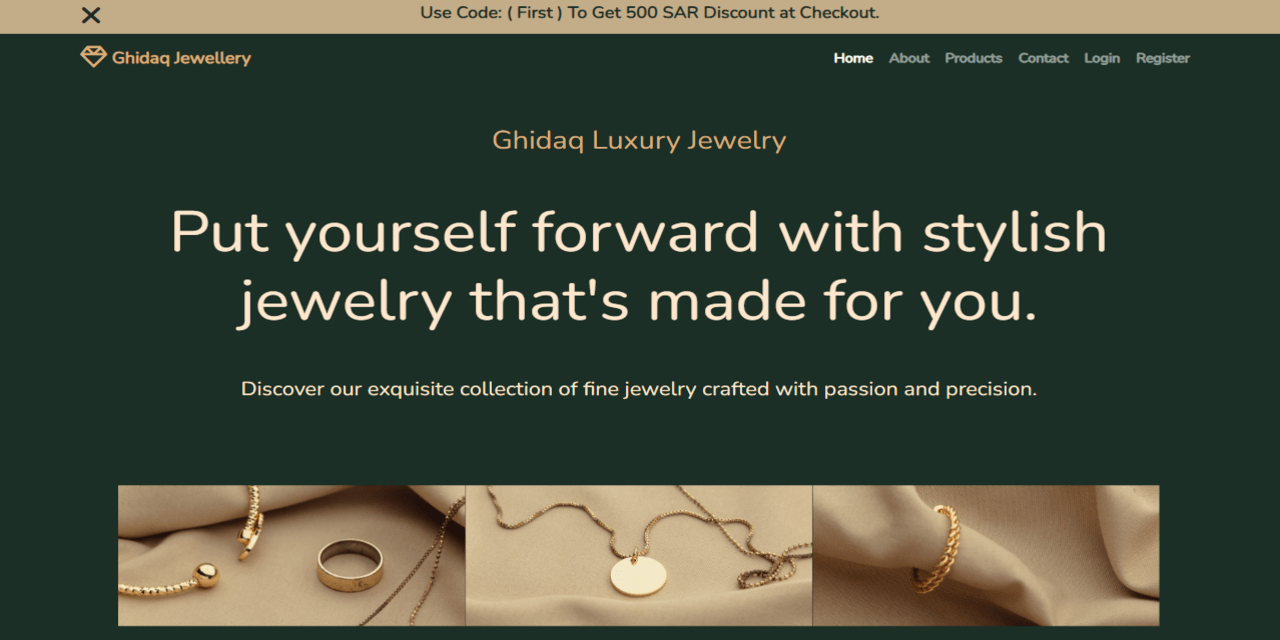 Use Code: ( First ) To Get 500 SAR Discount at Checkout.
Ghidaq Jewellery
Home About Products Contact Login Register
Ghidaq Luxury Jewelry
Put yourself forward with stylish
jewelry that's made for you.
Discover our exquisite collection of fine jewelry crafted with passion and precision.